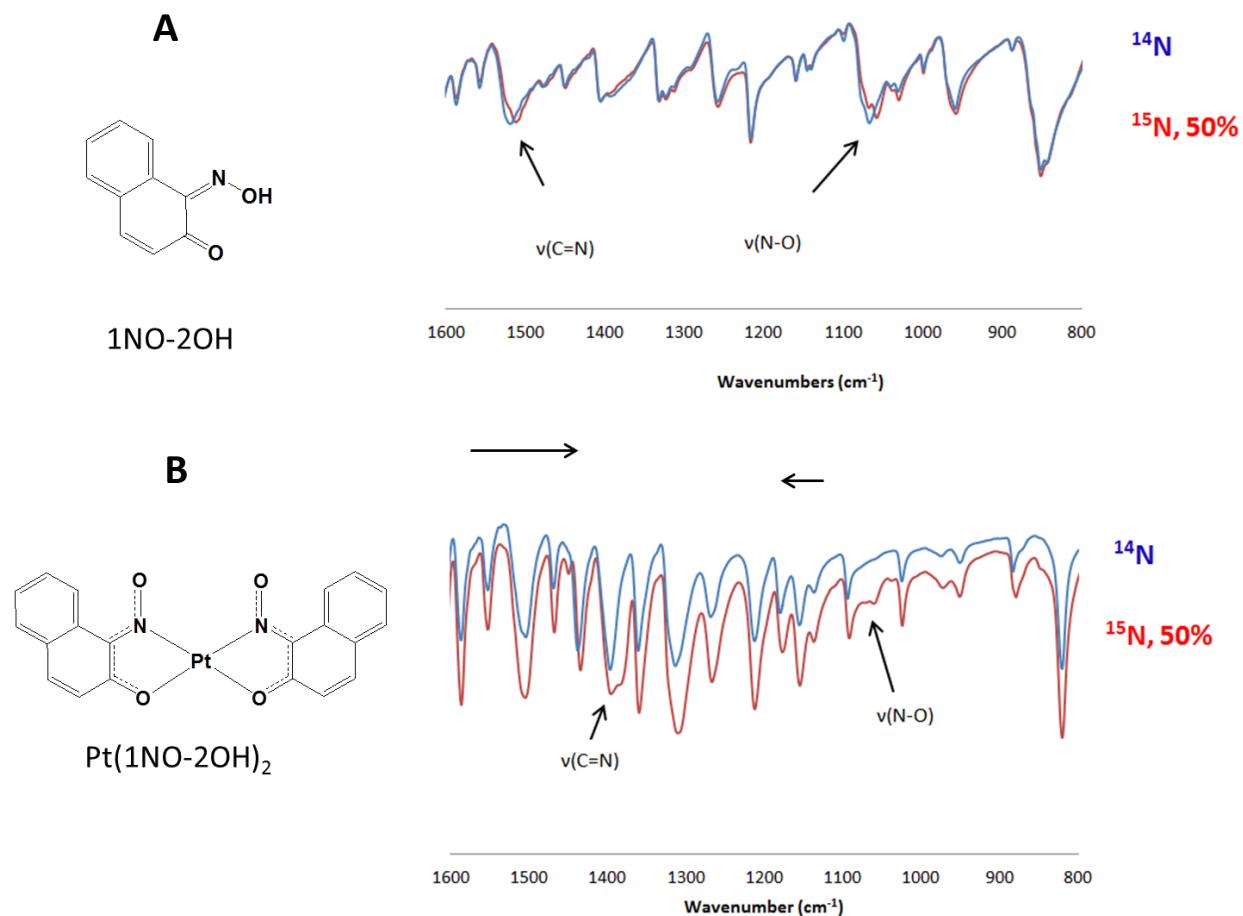 A
¹⁴N
¹⁵N, 50%
N
OH
O
ν(C=N)
ν(N-O)
1NO-2OH
1600 1500 1400 1300 1200 1100 1000 900 800
Wavenumbers (cm⁻¹)
B
¹⁴N
¹⁵N, 50%
O O
N N
Pt
O O
ν(N-O)
ν(C=N)
Pt(1NO-2OH)₂
1600 1500 1400 1300 1200 1100 1000 900 800
Wavenumber (cm⁻¹)